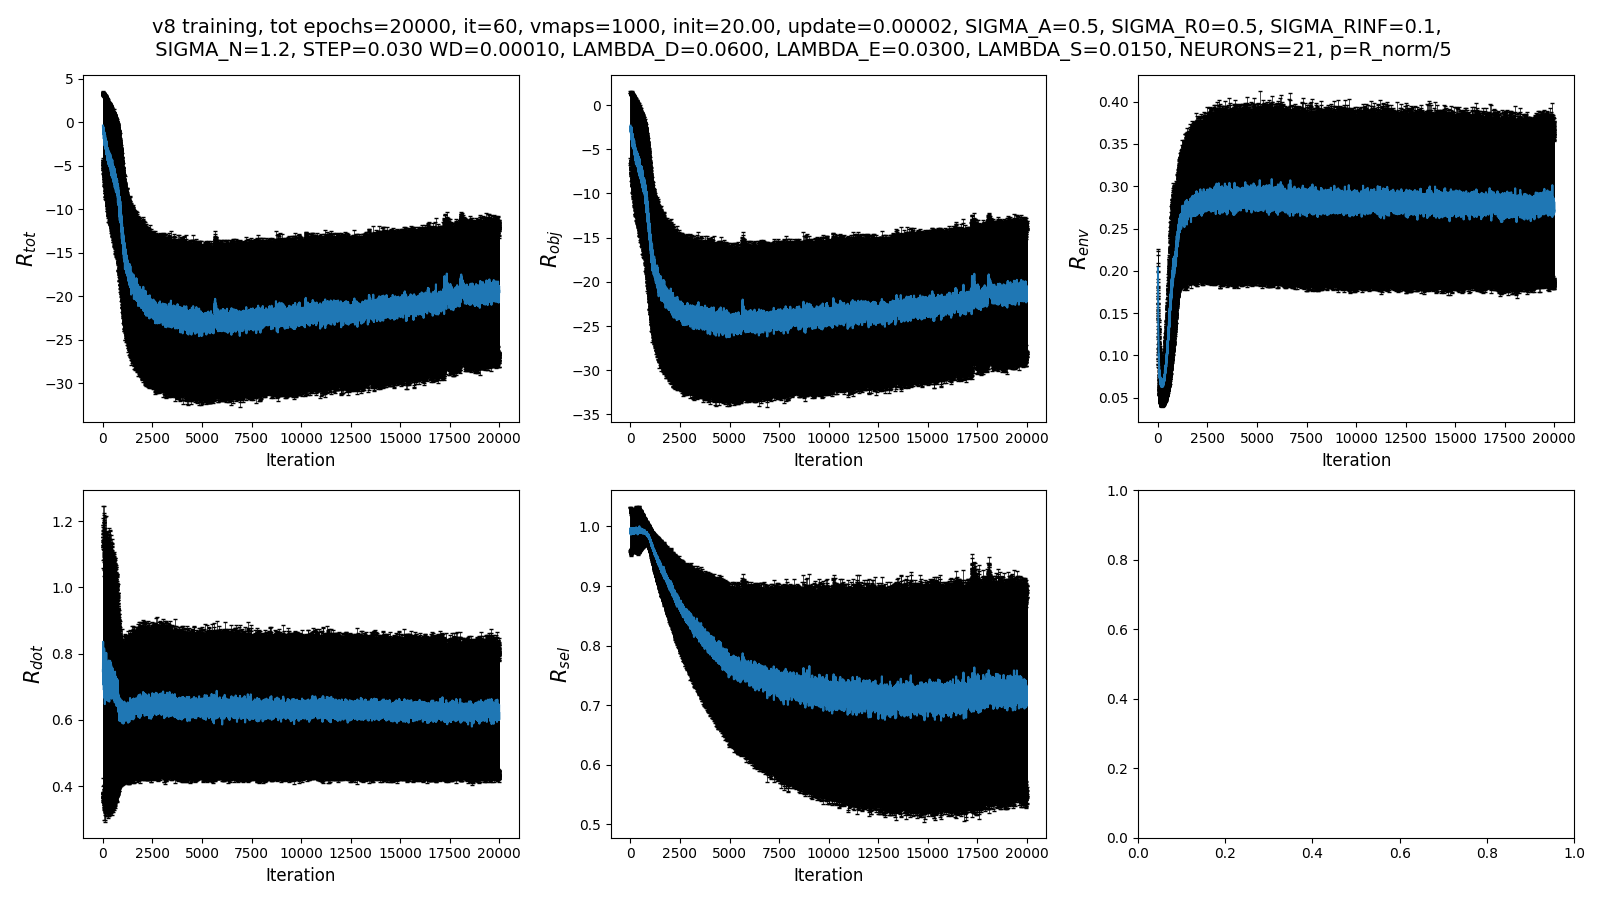 v8 training, tot epochs=20000, it=60, vmaps=1000, init=20.00, update=0.00002, SIGMA_A=0.5, SIGMA_R0=0.5, SIGMA_RINF=0.1,
SIGMA_N=1.2, STEP=0.030 WD=0.00010, LAMBDA_D=0.0600, LAMBDA_E=0.0300, LAMBDA_S=0.0150, NEURONS=21, p=R_norm/5
R_tot
5
0
−5
−10
−15
−20
−25
−30
0 2500 5000 7500 10000 12500 15000 17500 20000
Iteration
R_obj
0
−5
−10
−15
−20
−25
−30
−35
0 2500 5000 7500 10000 12500 15000 17500 20000
Iteration
R_env
0.40
0.35
0.30
0.25
0.20
0.15
0.10
0.05
0 2500 5000 7500 10000 12500 15000 17500 20000
Iteration
R_dot
1.2
1.0
0.8
0.6
0.4
0 2500 5000 7500 10000 12500 15000 17500 20000
Iteration
R_sel
1.0
0.9
0.8
0.7
0.6
0.5
0 2500 5000 7500 10000 12500 15000 17500 20000
Iteration
1.0
0.8
0.6
0.4
0.2
0.0
0.0 0.2 0.4 0.6 0.8 1.0